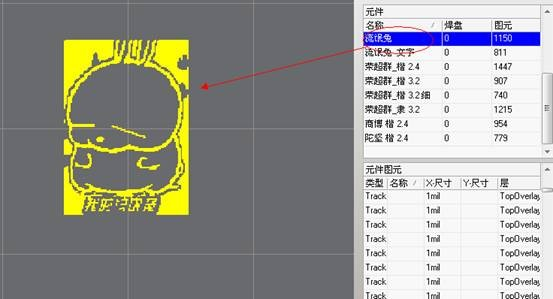 元件
名称 / 焊盘 图元
流氓兔 0 1150
流氓兔_文字 0 811
荣超群_楷 2.4 0 1447
荣超群_楷 3.2 0 907
荣超群_楷 3.2细 0 740
荣超群_隶 3.2 0 1215
商博 楷 2.4 0 954
陀坚 楷 2.4 0 779
元件图元
类型 名称 / X-尺寸 Y-尺寸 层
Track 1mil TopOverlay
Track 1mil TopOverlay
Track 1mil TopOverlay
Track 1mil TopOverlay
Track 1mil TopOverlay
Track 1mil TopOverlay
Track 1mil TopOverlay
Track 1mil TopOverlay